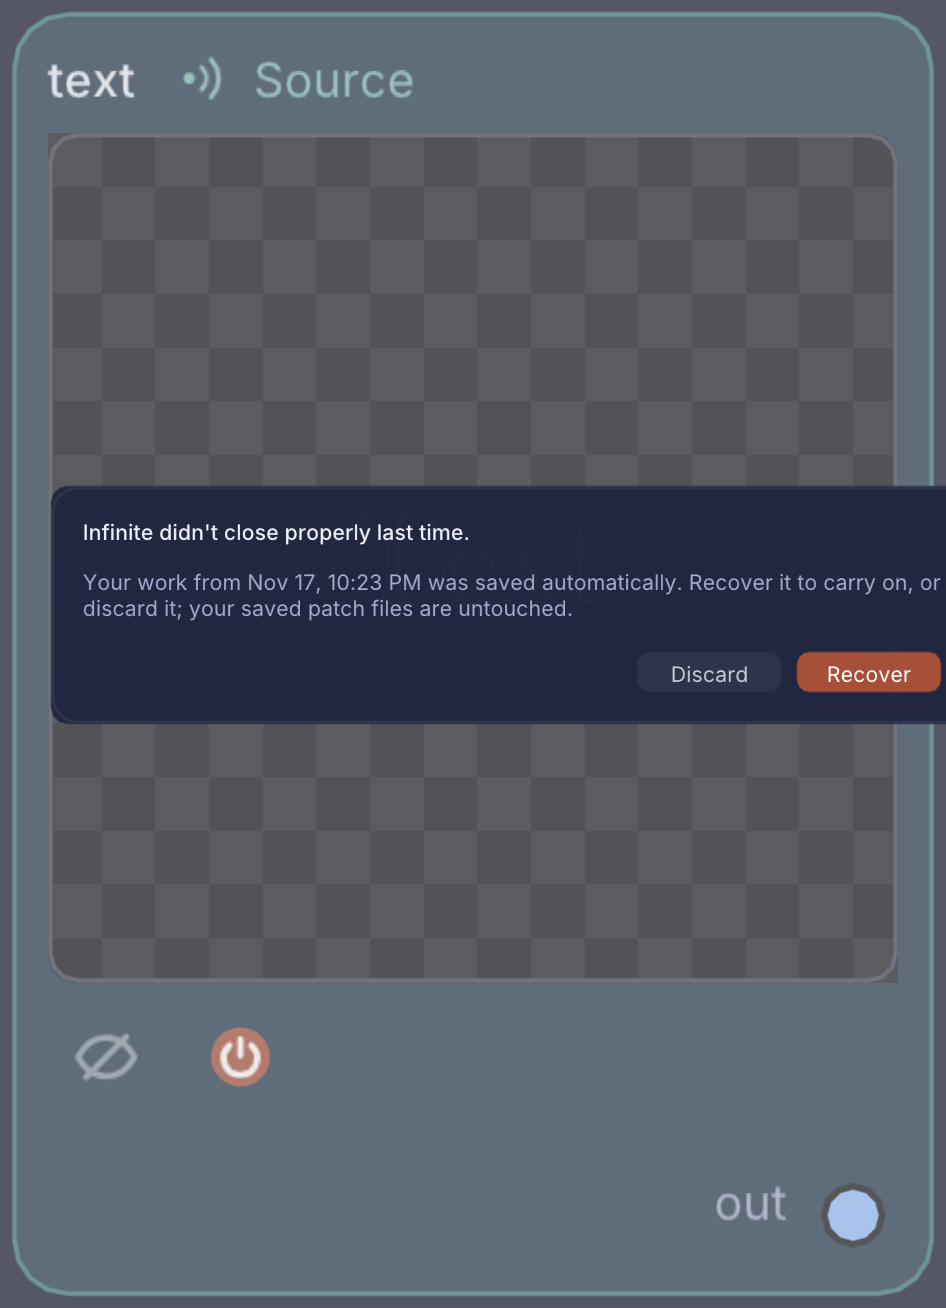 text Source
Infinite didn't close properly last time.
Your work from Nov 17, 10:23 PM was saved automatically. Recover it to carry on, or
discard it; your saved patch files are untouched.
Discard Recover
Text
out